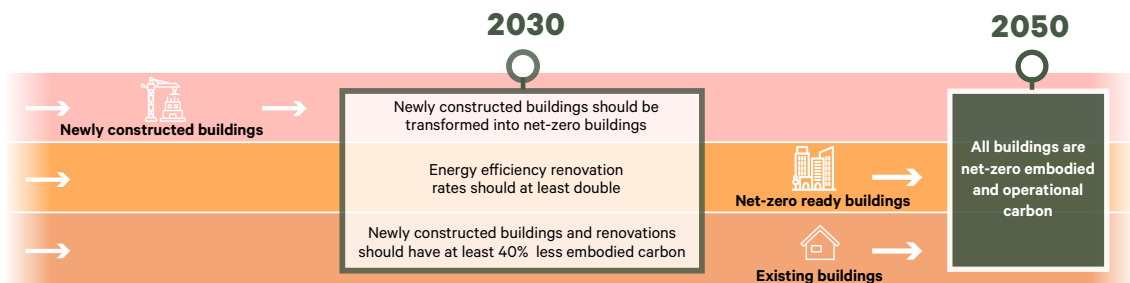 2030
2050
Newly constructed buildings
Newly constructed buildings should be
transformed into net-zero buildings
Energy efficiency renovation
rates should at least double
Newly constructed buildings and renovations
should have at least 40% less embodied carbon
Net-zero ready buildings
Existing buildings
All buildings are
net-zero embodied
and operational
carbon